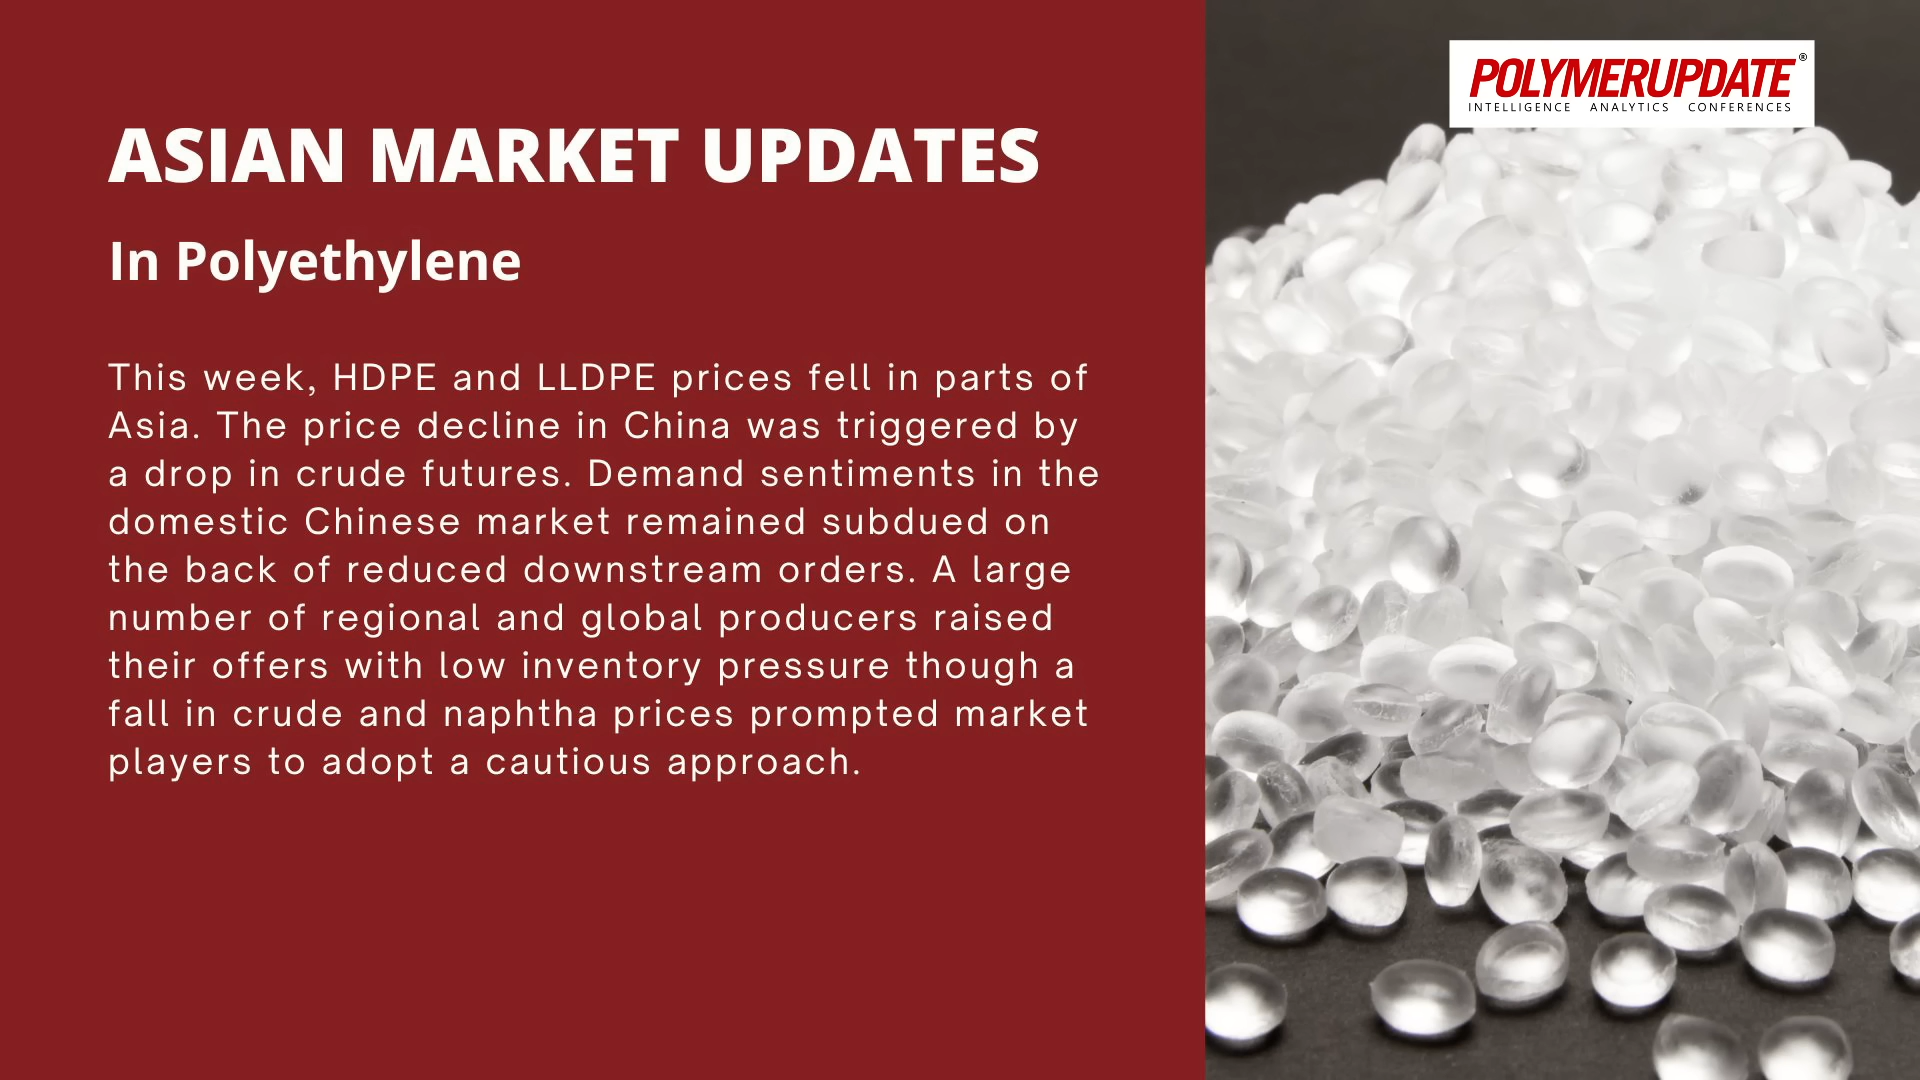 POLYMERUPDATE®
INTELLIGENCE ANALYTICS CONFERENCES
ASIAN MARKET UPDATES
In Polyethylene
This week, HDPE and LLDPE prices fell in parts of
Asia. The price decline in China was triggered by
a drop in crude futures. Demand sentiments in the
domestic Chinese market remained subdued on
the back of reduced downstream orders. A large
number of regional and global producers raised
their offers with low inventory pressure though a
fall in crude and naphtha prices prompted market
players to adopt a cautious approach.